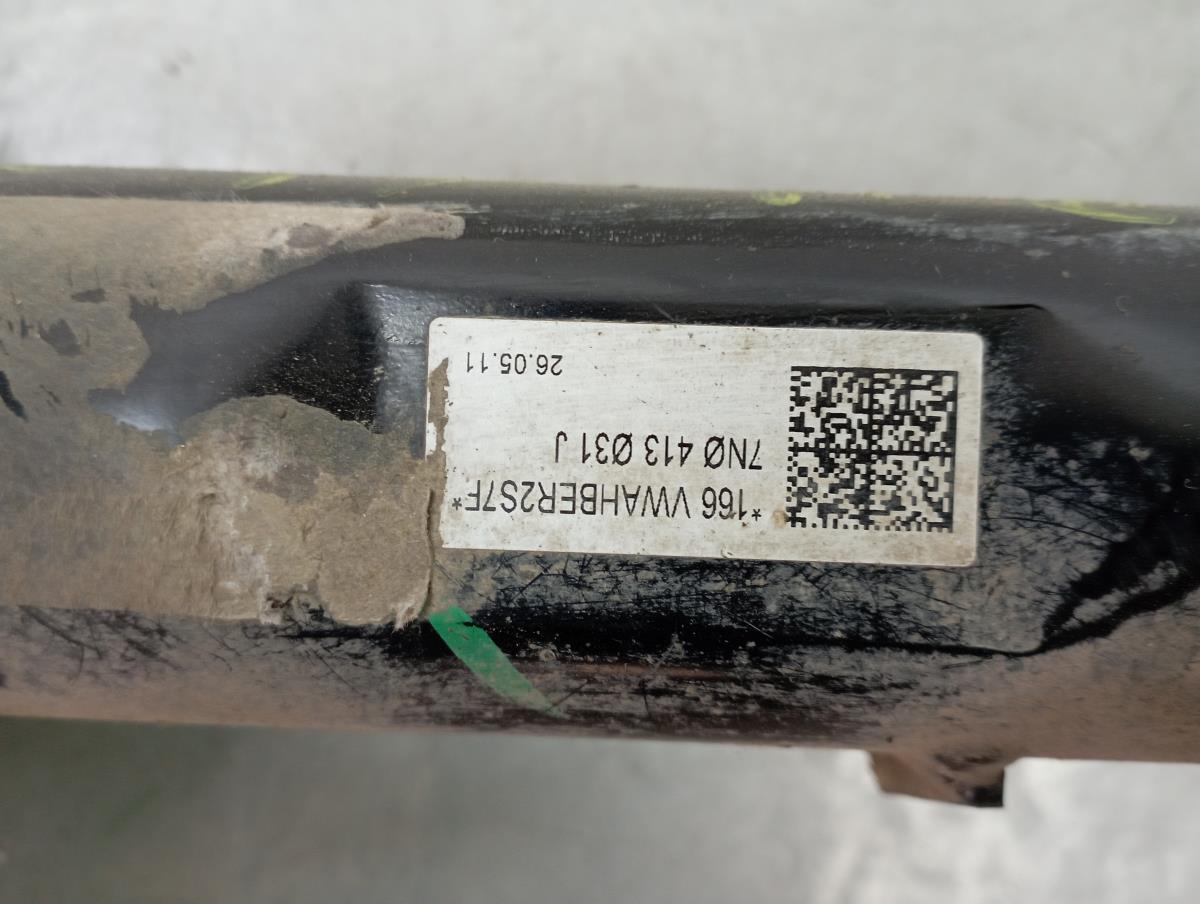 *166 VWAHBER2S7F*
7NØ 413 Ø31 J
26.05.11